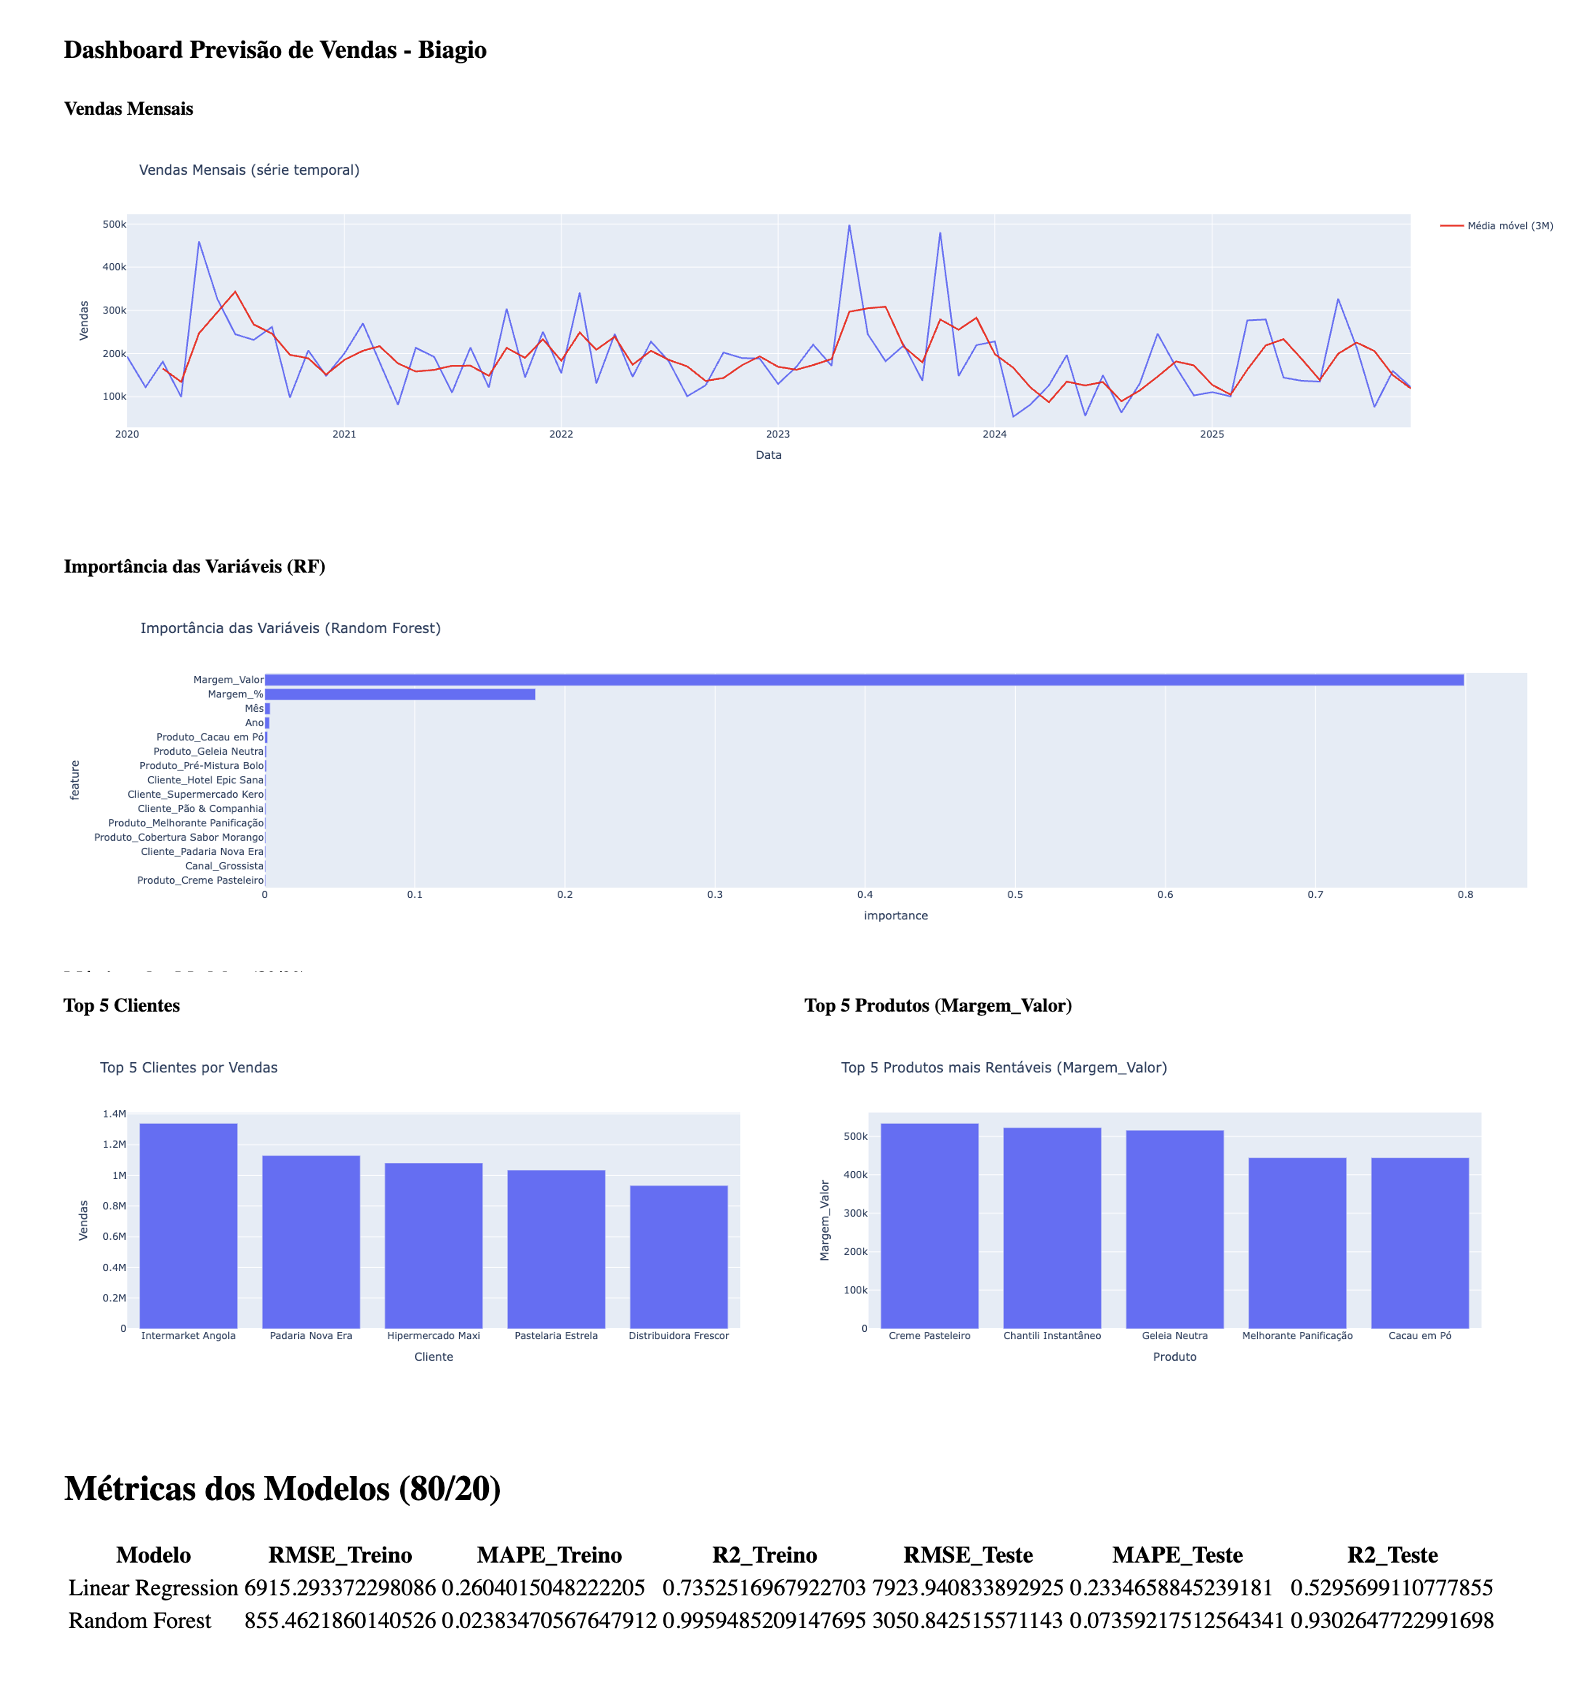 Dashboard Previsão de Vendas - Biagio
Vendas Mensais
Vendas Mensais (série temporal)
500k
400k
300k
200k
100k
Vendas
2020 2021 2022 2023 2024 2025
Data
Média móvel (3M)
Importância das Variáveis (RF)
Importância das Variáveis (Random Forest)
feature
Margem_Valor
Margem_%
Mês
Ano
Produto_Cacau em Pó
Produto_Geleia Neutra
Produto_Pré-Mistura Bolo
Cliente_Hotel Epic Sana
Cliente_Supermercado Kero
Cliente_Pão & Companhia
Produto_Melhorante Panificação
Produto_Cobertura Sabor Morango
Cliente_Padaria Nova Era
Canal_Grossista
Produto_Creme Pasteleiro
0 0.1 0.2 0.3 0.4 0.5 0.6 0.7 0.8
importance
Top 5 Clientes
Top 5 Clientes por Vendas
1.4M
1.2M
1M
0.8M
0.6M
0.4M
0.2M
0
Vendas
Intermarket Angola Padaria Nova Era Hipermercado Maxi Pastelaria Estrela Distribuidora Frescor
Cliente
Top 5 Produtos (Margem_Valor)
Top 5 Produtos mais Rentáveis (Margem_Valor)
500k
400k
300k
200k
100k
0
Margem_Valor
Creme Pasteleiro Chantili Instantâneo Geleia Neutra Melhorante Panificação Cacau em Pó
Produto
Métricas dos Modelos (80/20)
Modelo RMSE_Treino MAPE_Treino R2_Treino RMSE_Teste MAPE_Teste R2_Teste
Linear Regression 6915.293372298086 0.2604015048222205 0.7352516967922703 7923.940833892925 0.2334658845239181 0.5295699110777855
Random Forest 855.4621860140526 0.02383470567647912 0.9959485209147695 3050.842515571143 0.07359217512564341 0.9302647722991698